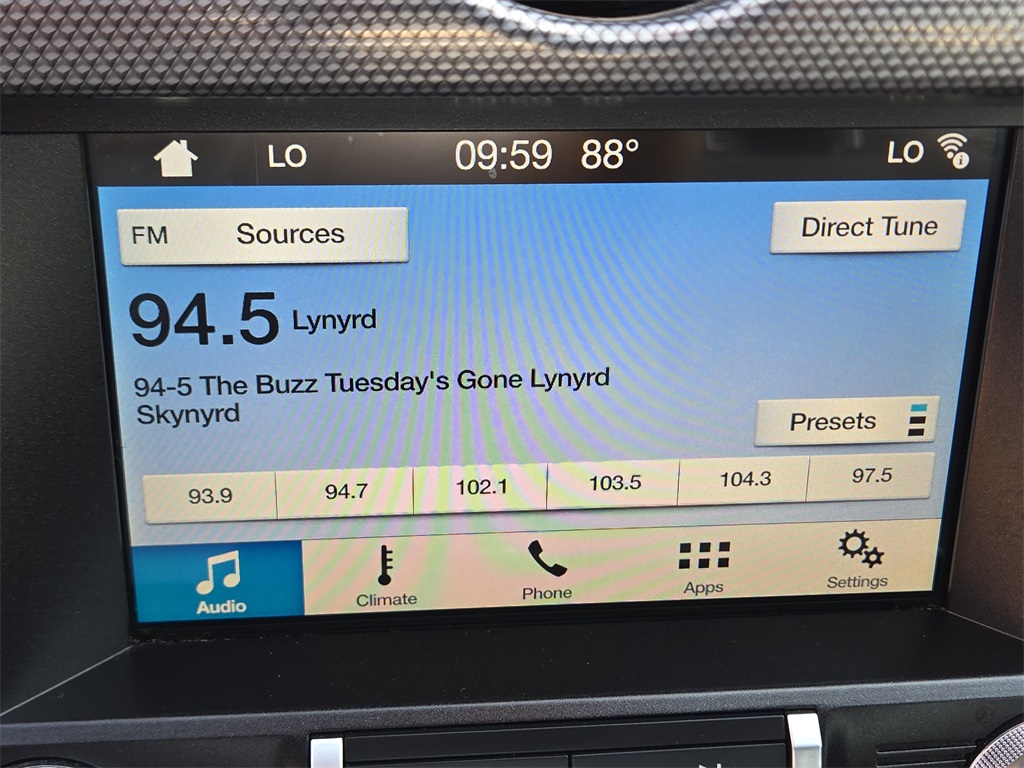 LO 09:59 88° LO
FM Sources Direct Tune
94.5 Lynyrd
94-5 The Buzz Tuesday's Gone Lynyrd
Skynyrd
Presets
93.9 94.7 102.1 103.5 104.3 97.5
Audio Climate Phone Apps Settings